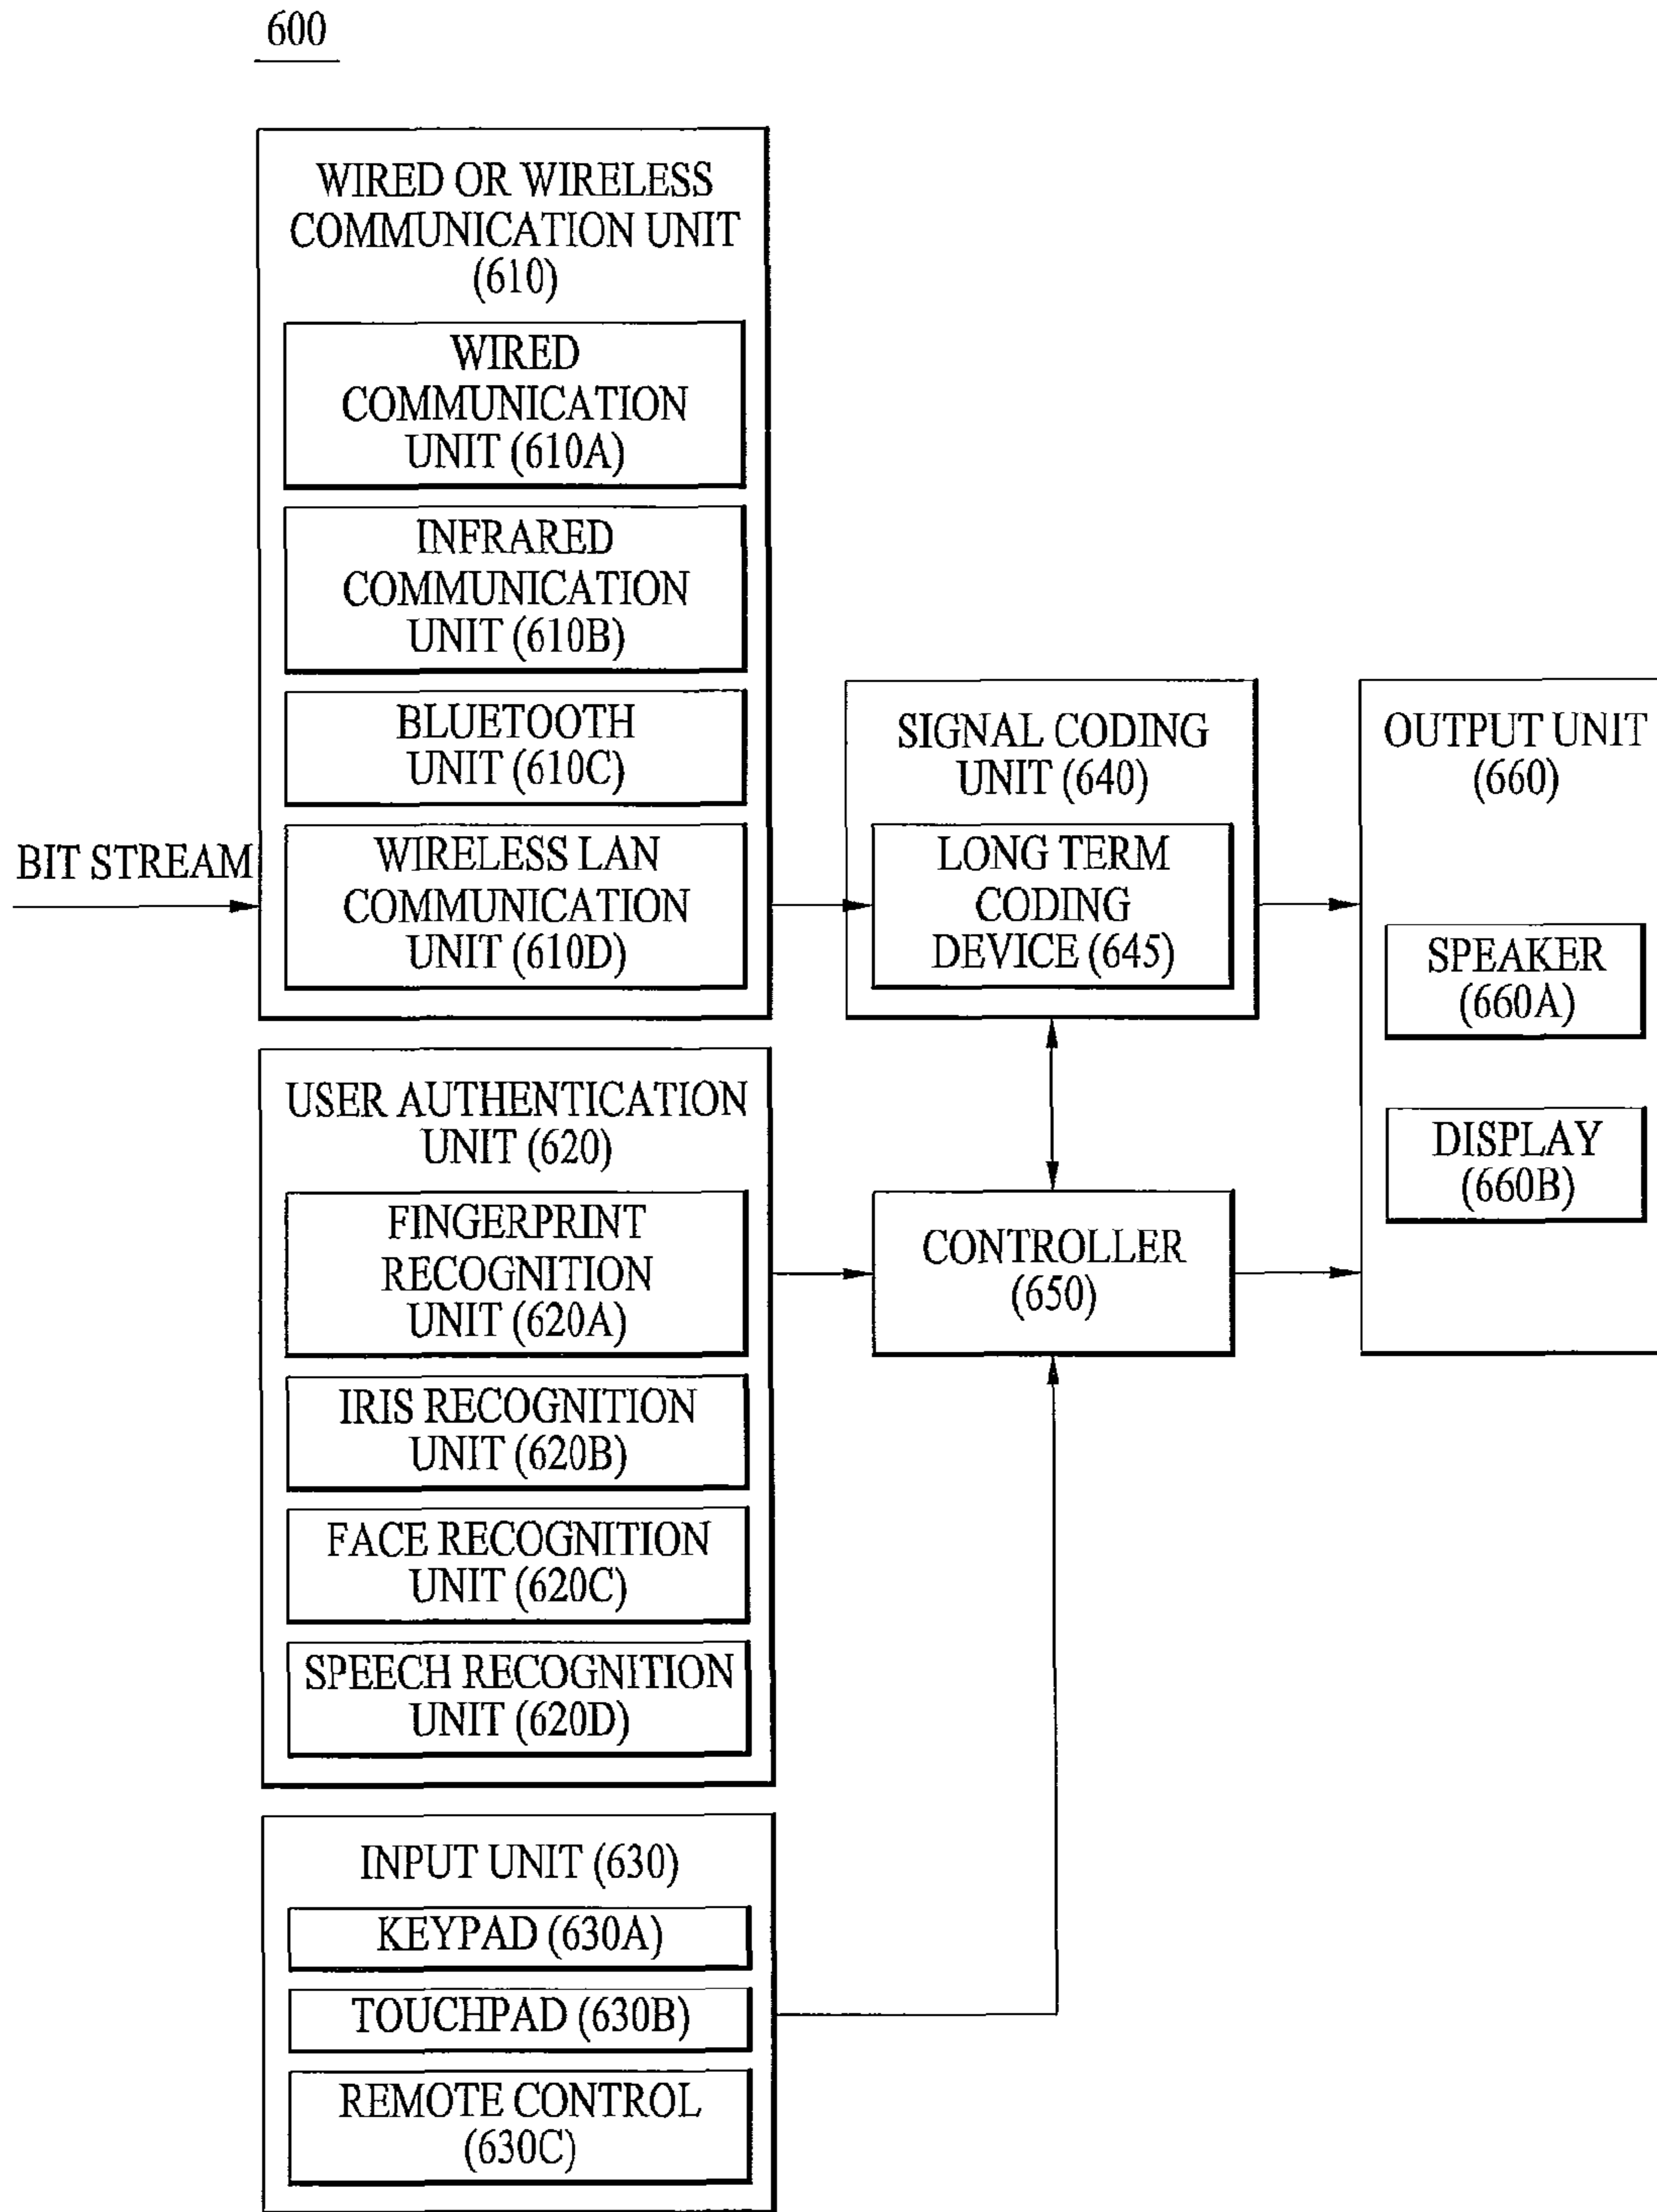 600
WIRED OR WIRELESS
COMMUNICATION UNIT
(610)
WIRED
COMMUNICATION
UNIT (610A)
INFRARED
COMMUNICATION
UNIT (610B)
BLUETOOTH
UNIT (610C)
WIRELESS LAN
COMMUNICATION
UNIT (610D)
BIT STREAM
SIGNAL CODING
UNIT (640)
LONG TERM
CODING
DEVICE (645)
OUTPUT UNIT
(660)
SPEAKER
(660A)
DISPLAY
(660B)
USER AUTHENTICATION
UNIT (620)
FINGERPRINT
RECOGNITION
UNIT (620A)
IRIS RECOGNITION
UNIT (620B)
FACE RECOGNITION
UNIT (620C)
SPEECH RECOGNITION
UNIT (620D)
CONTROLLER
(650)
INPUT UNIT (630)
KEYPAD (630A)
TOUCHPAD (630B)
REMOTE CONTROL
(630C)